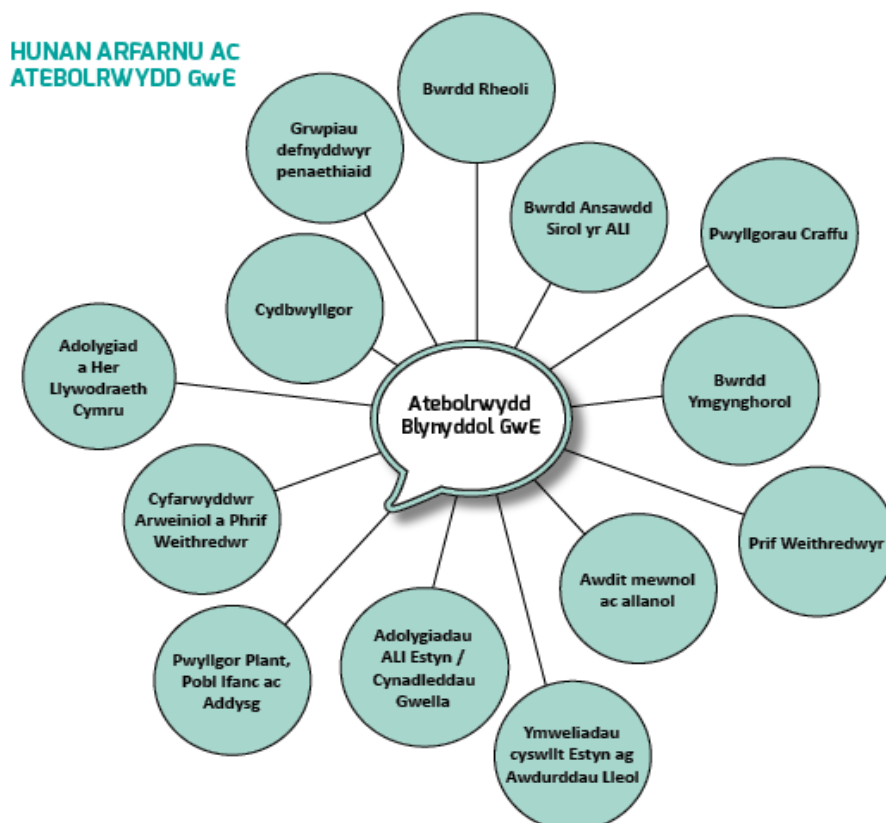 HUNAN ARFARNU AC
ATEBOLRWYDD GwE
Bwrdd Rheoli
Grwpiau
defnyddwyr
penaethiaid
Bwrdd Ansawdd
Sirol yr ALl
Pwyllgorau Craffu
Cydbwyllgor
Adolygiad
a Her
Llywodraeth
Cymru
Bwrdd
Ymgynghorol
Atebolrwydd
Blynyddol GwE
Cyfarwyddwr
Arweiniol a Phrif
Weithredwr
Prif Weithredwyr
Awdit mewnol
ac allanol
Pwyllgor Plant,
Pobl Ifanc ac
Addysg
Adolygiadau
ALl Estyn /
Cynadleddau
Gwella
Ymweliadau
cyswllt Estyn ag
Awdurddau Lleol